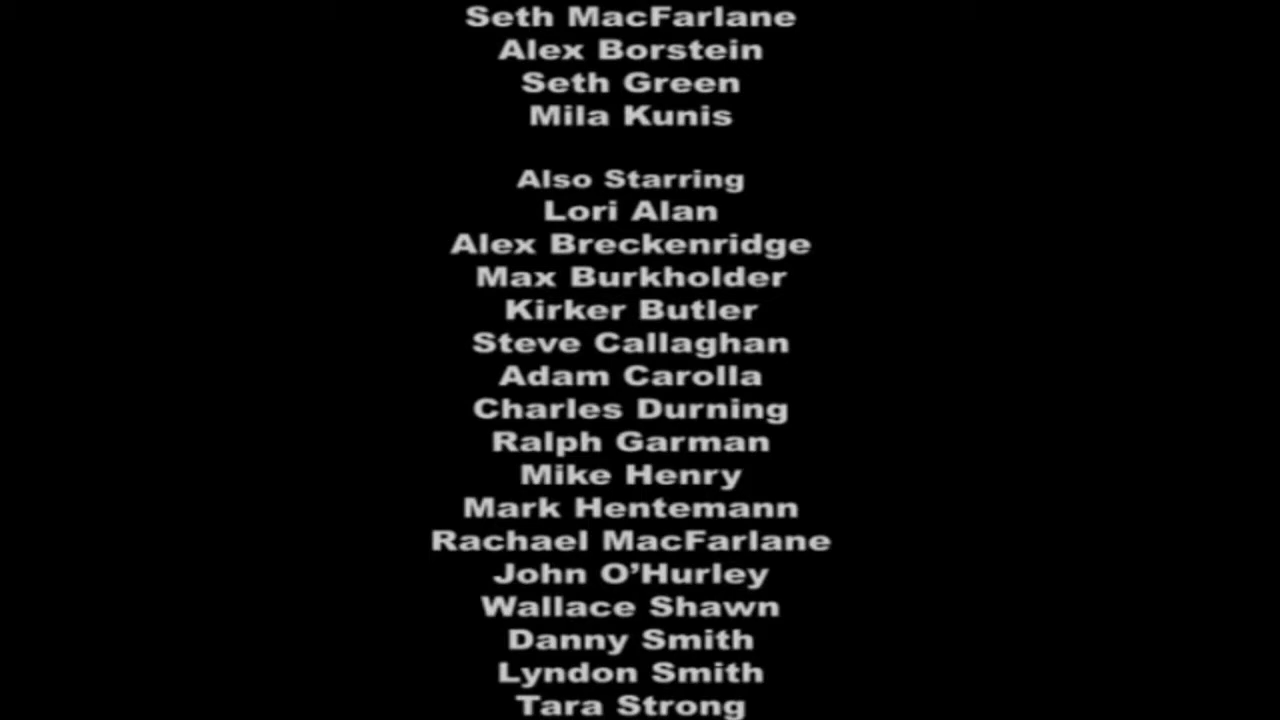 Seth MacFarlane
Alex Borstein
Seth Green
Mila Kunis
Also Starring
Lori Alan
Alex Breckenridge
Max Burkholder
Kirker Butler
Steve Callaghan
Adam Carolla
Charles Durning
Ralph Garman
Mike Henry
Mark Hentemann
Rachael MacFarlane
John O’Hurley
Wallace Shawn
Danny Smith
Lyndon Smith
Tara Strong